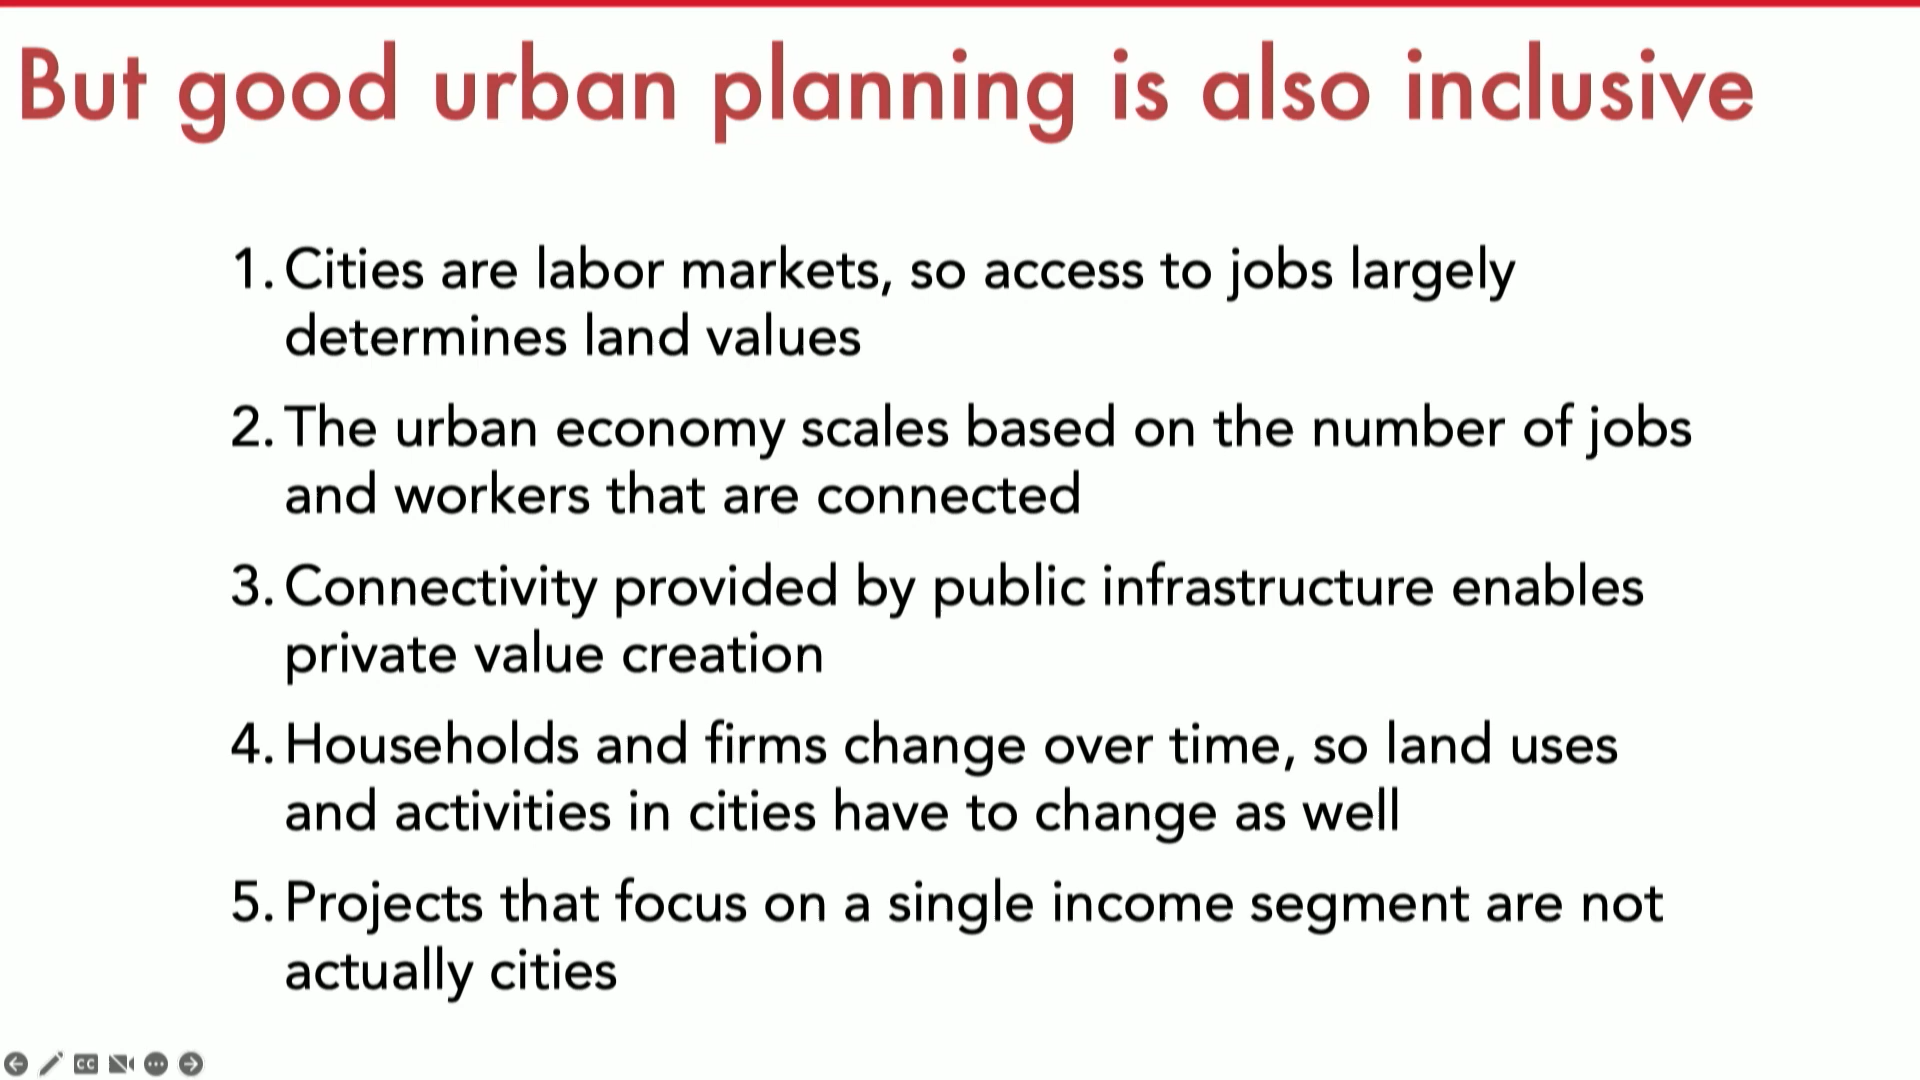 But good urban planning is also inclusive
1. Cities are labor markets, so access to jobs largely
determines land values
2. The urban economy scales based on the number of jobs
and workers that are connected
3. Connectivity provided by public infrastructure enables
private value creation
4. Households and firms change over time, so land uses
and activities in cities have to change as well
5. Projects that focus on a single income segment are not
actually cities
CC